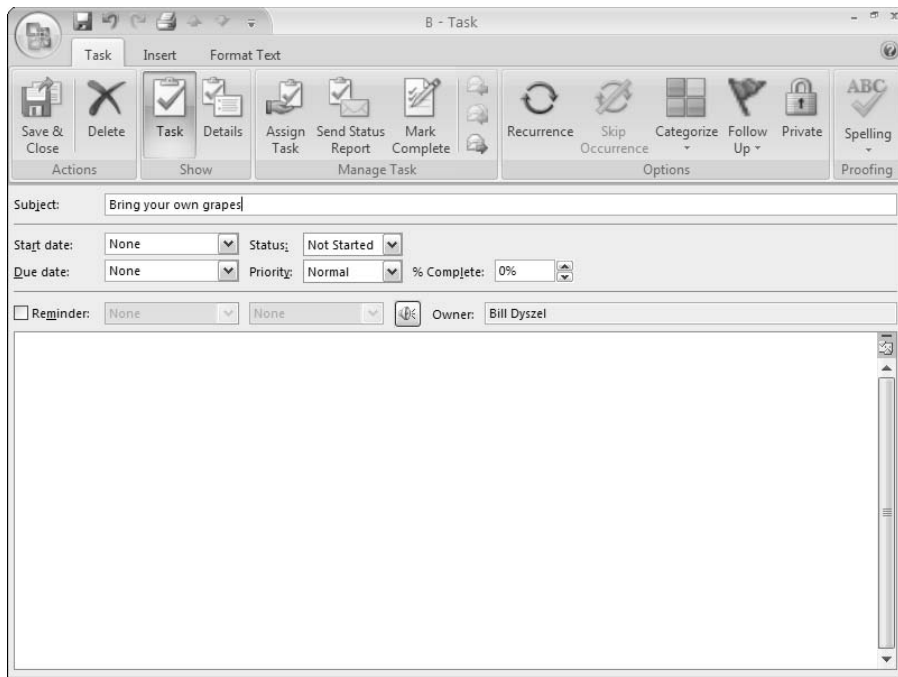 B - Task
Task Insert Format Text
Save & Close Delete Task Details Assign Task Send Status Report Mark Complete Recurrence Skip Occurrence Categorize Follow Up Private ABC Spelling
Actions Show Manage Task Options Proofing
Subject: Bring your own grapes
Start date: None Status: Not Started
Due date: None Priority: Normal % Complete: 0%
Reminder: None None Owner: Bill Dyszel